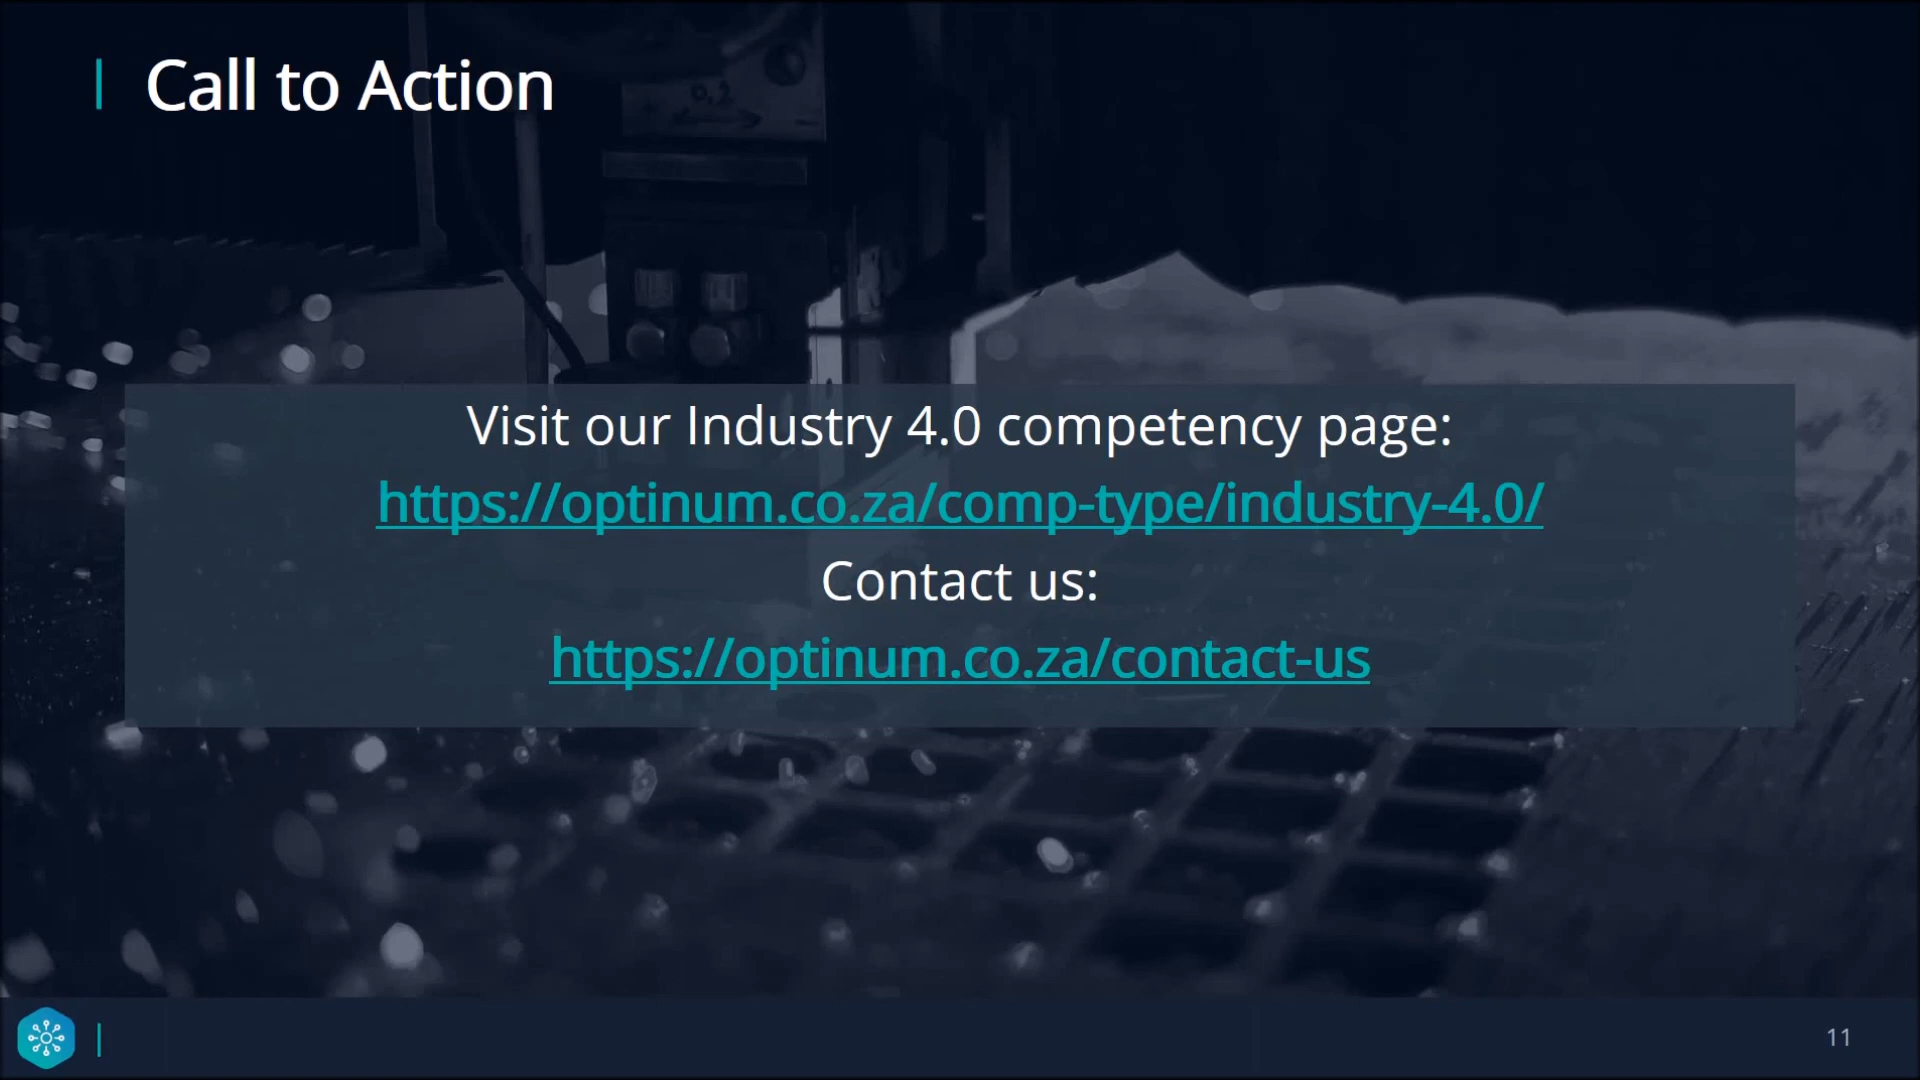 Call to Action
Visit our Industry 4.0 competency page:
https://optinum.co.za/comp-type/industry-4.0/
Contact us:
https://optinum.co.za/contact-us
11